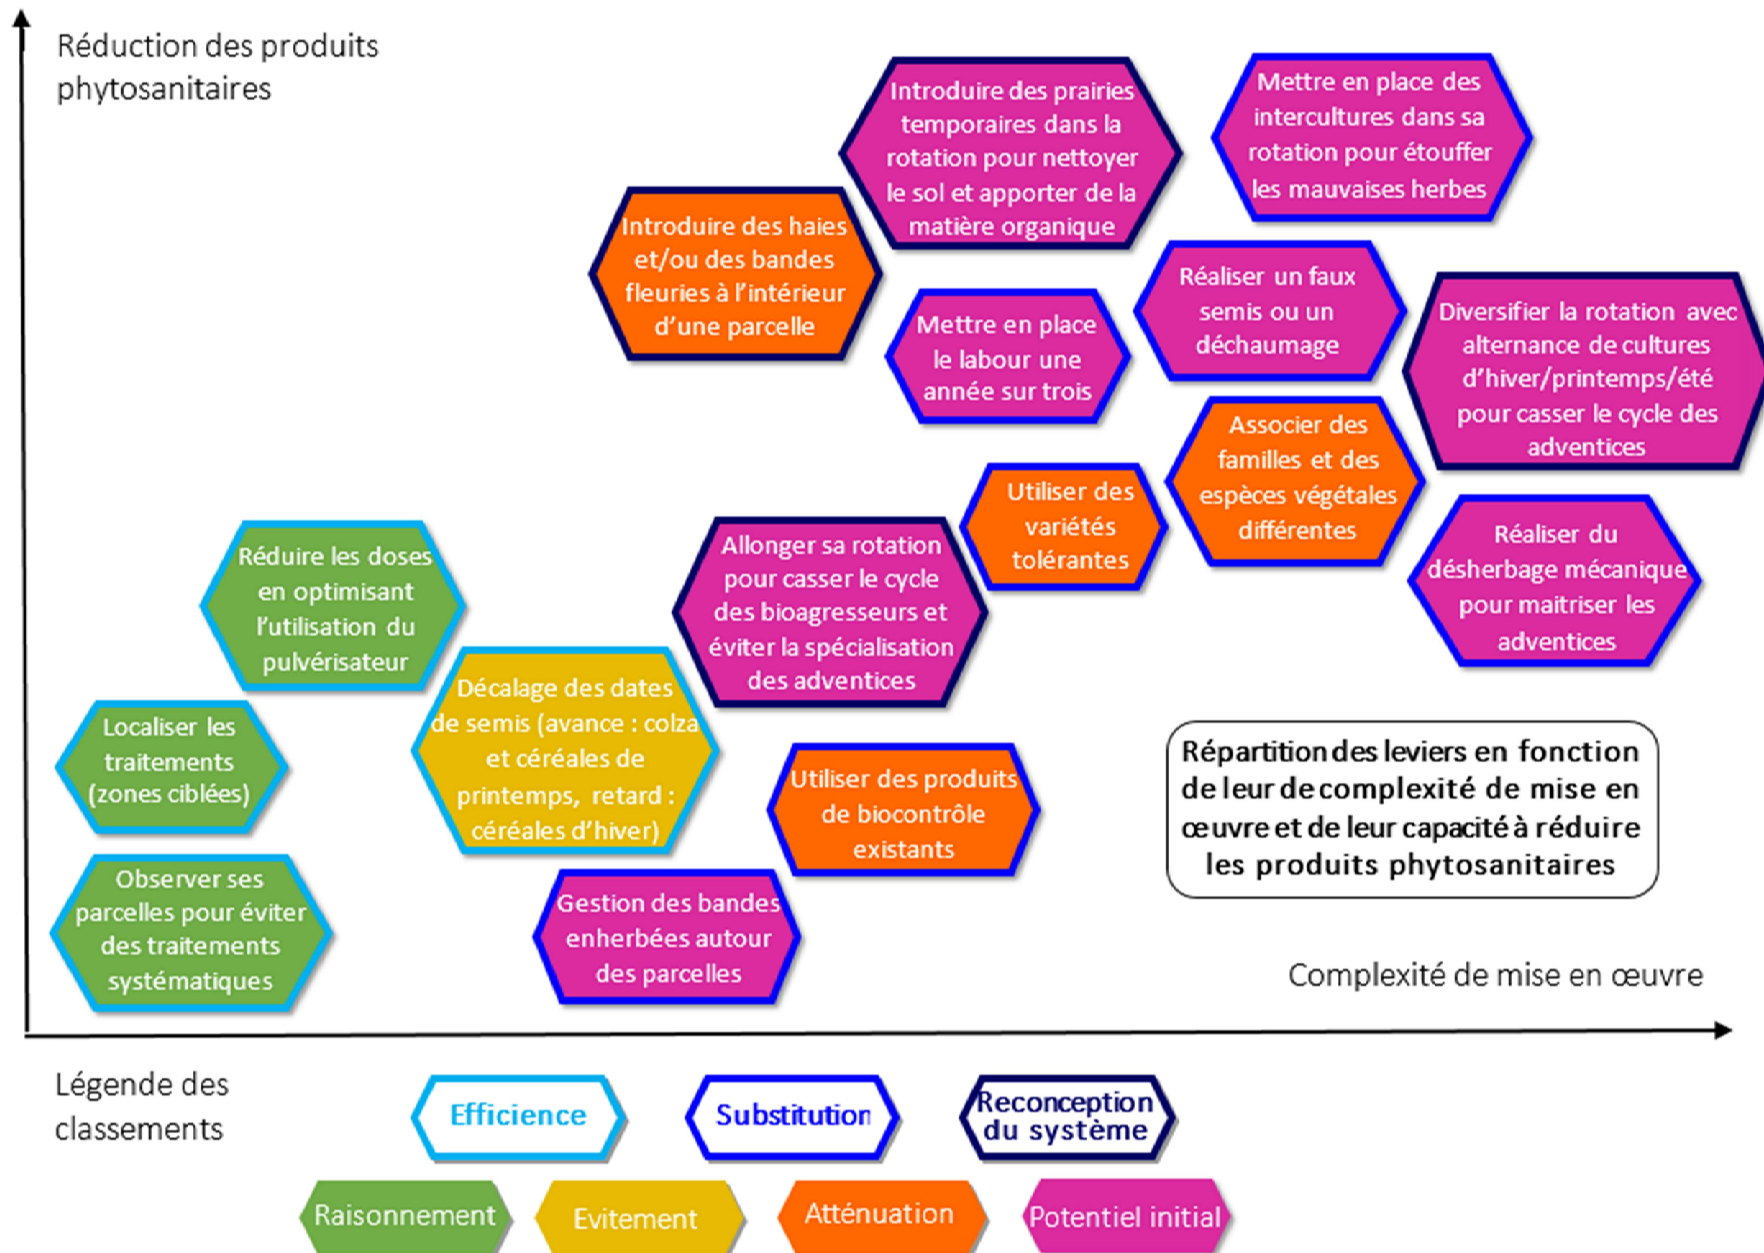 Réduction des produits
phytosanitaires
Introduire des prairies
temporaires dans la
rotation pour nettoyer
le sol et apporter de la
matière organique
Mettre en place des
intercultures dans sa
rotation pour étouffer
les mauvaises herbes
Introduire des haies
et/ou des bandes
fleuries à l'intérieur
d'une parcelle
Mettre en place
le labour une
année sur trois
Réaliser un faux
semis ou un
déchaumage
Diversifier la rotation avec
alternance de cultures
d'hiver/printemps/été
pour casser le cycle des
adventices
Associer des
familles et des
espèces végétales
différentes
Utiliser des
variétés
tolérantes
Réaliser du
désherbage mécanique
pour maitriser les
adventices
Réduire les doses
en optimisant
l'utilisation du
pulvérisateur
Allonger sa rotation
pour casser le cycle
des bioagresseurs et
éviter la spécialisation
des adventices
Décalage des dates
de semis (avance : colza
et céréales de
printemps, retard :
céréales d'hiver)
Localiser les
traitements
(zones ciblées)
Utiliser des produits
de biocontrôle
existants
Répartition des leviers en fonction
de leur de complexité de mise en
œuvre et de leur capacité à réduire
les produits phytosanitaires
Observer ses
parcelles pour éviter
des traitements
systématiques
Gestion des bandes
enherbées autour
des parcelles
Complexité de mise en œuvre
Légende des
classements
Efficience
Substitution
Reconception
du système
Raisonnement
Evitement
Atténuation
Potentiel initial